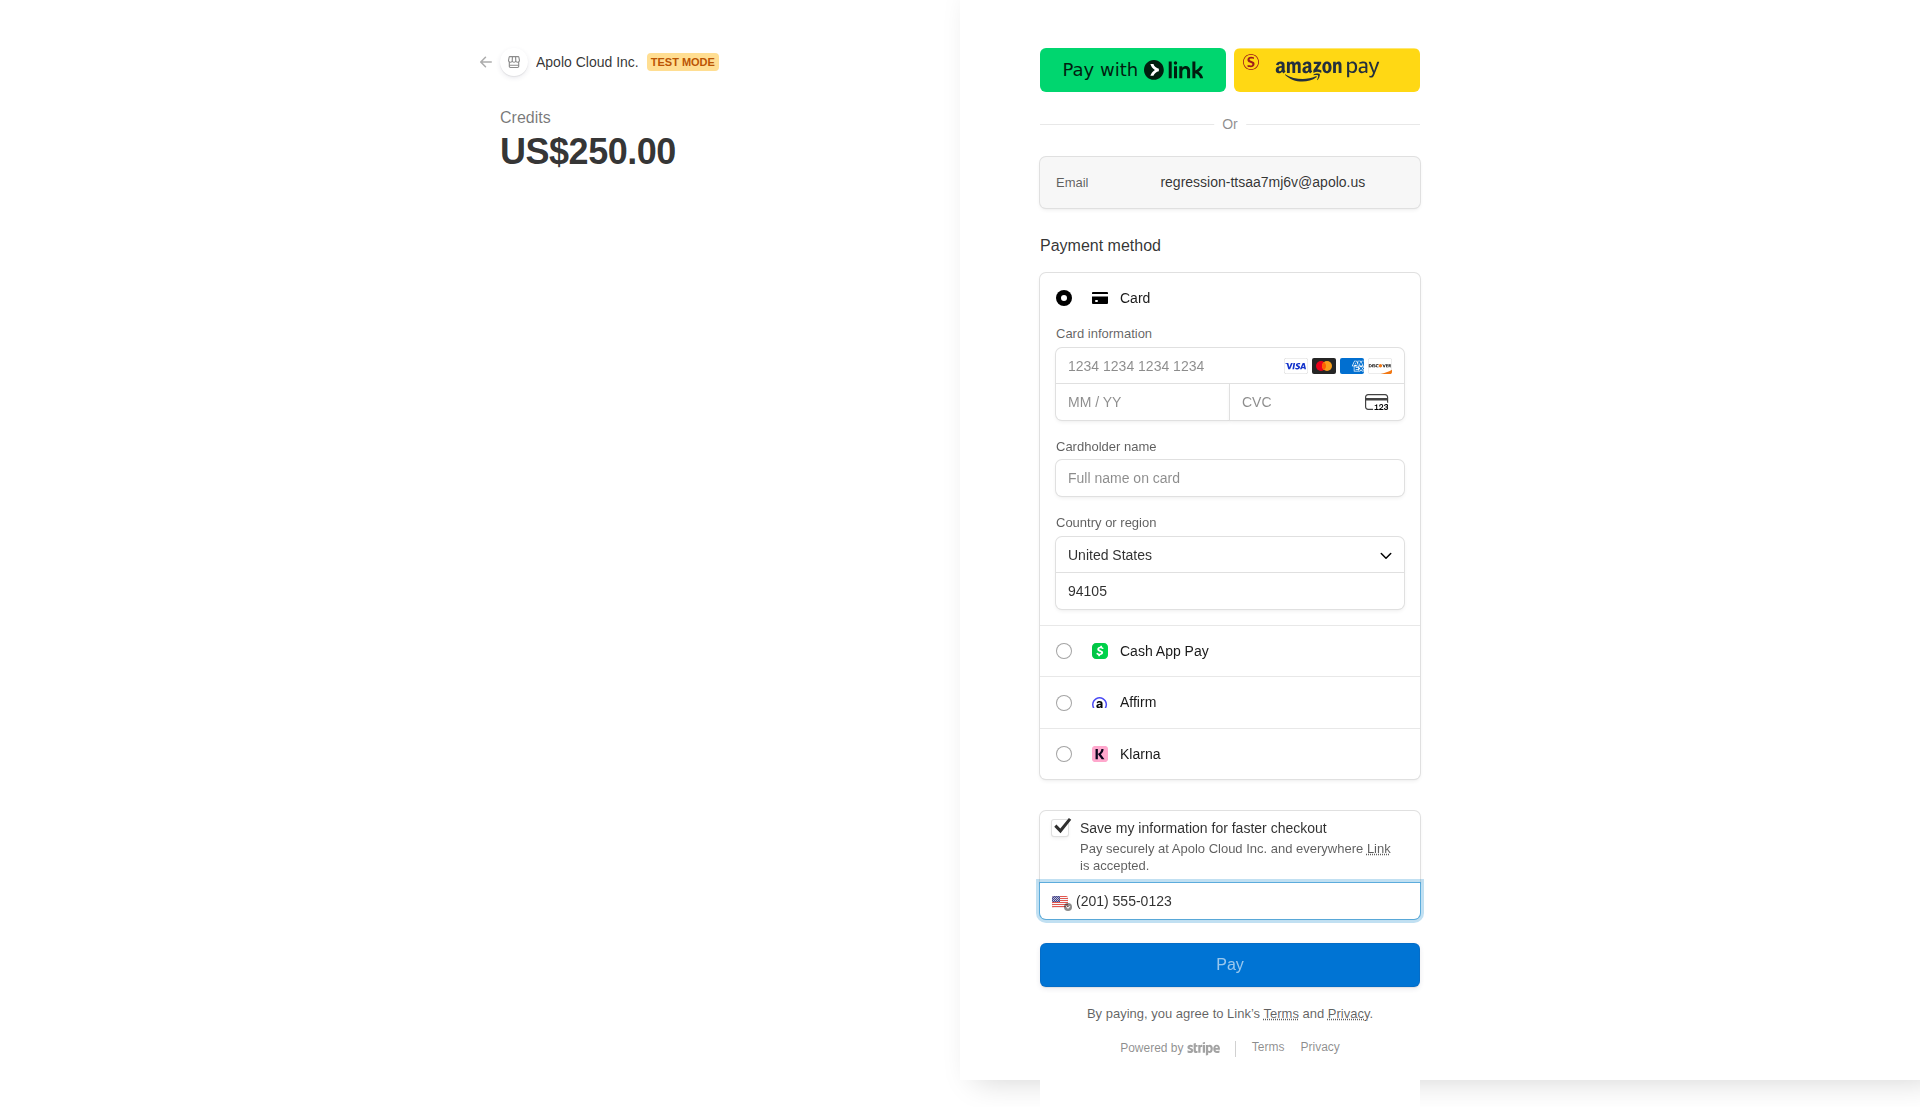 Apolo Cloud Inc. TEST MODE
Credits
US$250.00
Pay with link
S amazon pay
Or
Email regression-ttsaa7mj6v@apolo.us
Payment method
Card
Card information
1234 1234 1234 1234 VISA AMEX DISCOVER
MM / YY CVC 123
Cardholder name
Full name on card
Country or region
United States
94105
$ Cash App Pay
a Affirm
K Klarna
Save my information for faster checkout
Pay securely at Apolo Cloud Inc. and everywhere Link
is accepted.
(201) 555-0123
Pay
By paying, you agree to Link’s Terms and Privacy.
Powered by stripe Terms Privacy